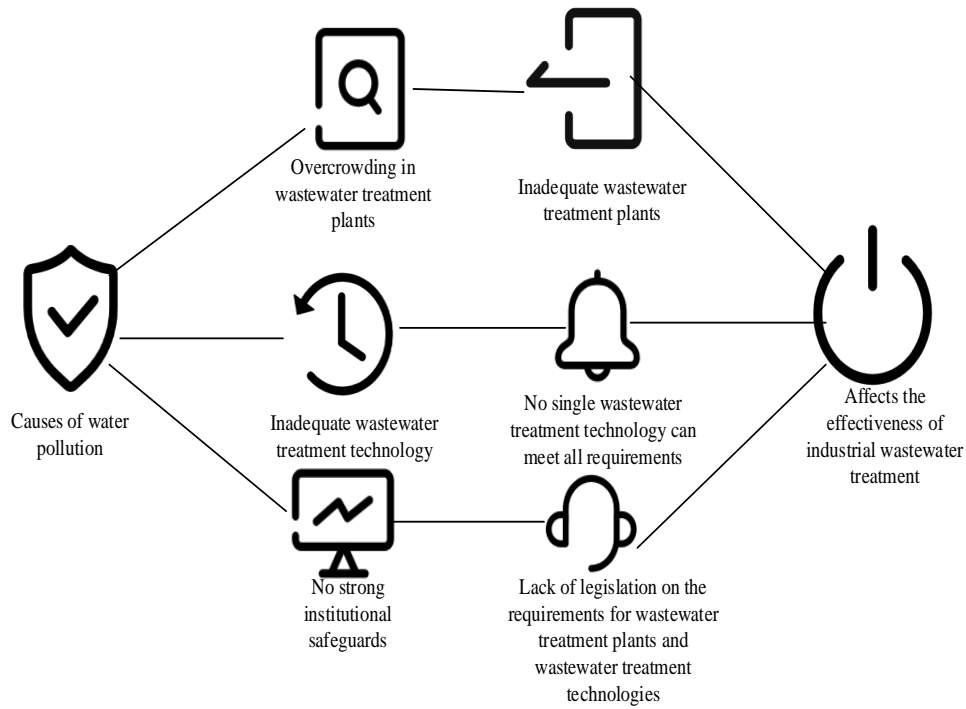 Overcrowding in
wastewater treatment
plants
Inadequate wastewater
treatment plants
Causes of water
pollution
Inadequate wastewater
treatment technology
No single wastewater
treatment technology can
meet all requirements
Affects the
effectiveness of
industrial wastewater
treatment
No strong
institutional
safeguards
Lack of legislation on the
requirements for wastewater
treatment plants and
wastewater treatment
technologies